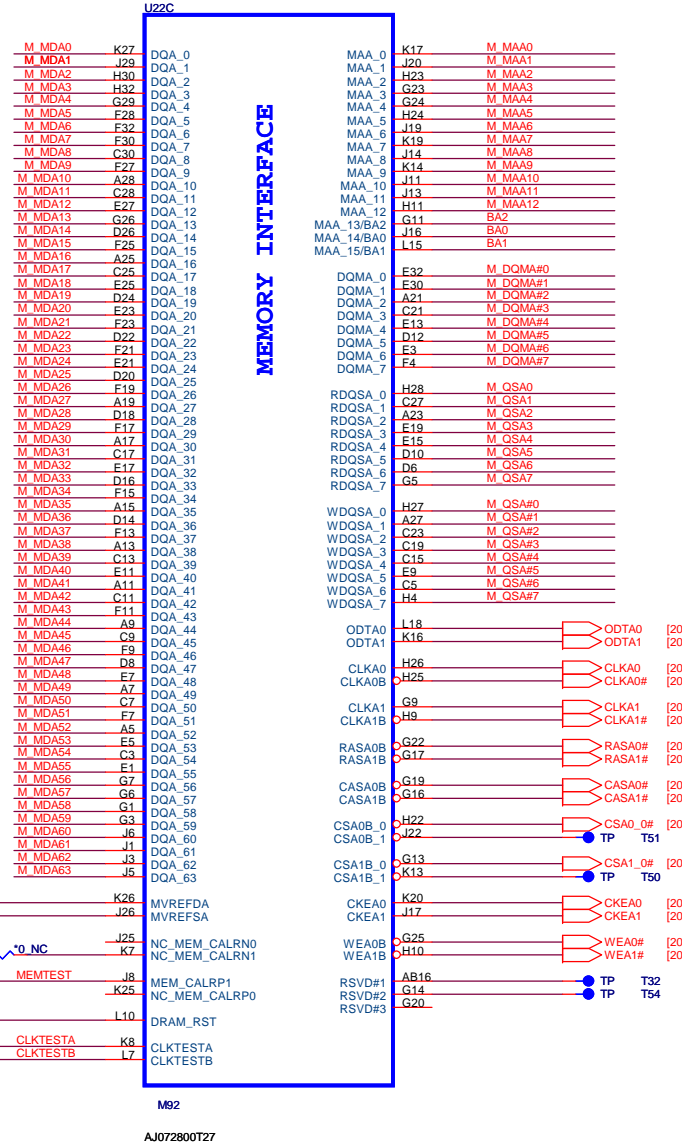 U22C
M_MDA0 K27 DQA_0 MAA_0 K17 M_MAA0
M_MDA1 J29 DQA_1 MAA_1 J20 M_MAA1
M_MDA2 H30 DQA_2 MAA_2 H23 M_MAA2
M_MDA3 H32 DQA_3 MAA_3 G23 M_MAA3
M_MDA4 G29 DQA_4 MAA_4 G24 M_MAA4
M_MDA5 F28 DQA_5 MAA_5 H24 M_MAA5
M_MDA6 F32 DQA_6 MAA_6 J19 M_MAA6
M_MDA7 F30 DQA_7 MAA_7 K19 M_MAA7
M_MDA8 C30 DQA_8 MAA_8 J14 M_MAA8
M_MDA9 F27 DQA_9 MAA_9 K14 M_MAA9
M_MDA10 A28 DQA_10 MAA_10 J11 M_MAA10
M_MDA11 C28 DQA_11 MAA_11 J13 M_MAA11
M_MDA12 E27 DQA_12 MAA_12 H11 M_MAA12
M_MDA13 G26 DQA_13 MAA_13/BA2 G11 BA2
M_MDA14 D26 DQA_14 MAA_14/BA0 J16 BA0
M_MDA15 F25 DQA_15 MAA_15/BA1 L15 BA1
M_MDA16 A25 DQA_16
M_MDA17 C25 DQA_17 DQMA_0 E32 M_DQMA#0
M_MDA18 E25 DQA_18 DQMA_1 E30 M_DQMA#1
M_MDA19 D24 DQA_19 DQMA_2 A21 M_DQMA#2
M_MDA20 E23 DQA_20 DQMA_3 C21 M_DQMA#3
M_MDA21 F23 DQA_21 DQMA_4 E13 M_DQMA#4
M_MDA22 D22 DQA_22 DQMA_5 D12 M_DQMA#5
M_MDA23 F21 DQA_23 DQMA_6 E3 M_DQMA#6
M_MDA24 E21 DQA_24 DQMA_7 F4 M_DQMA#7
M_MDA25 D20 DQA_25
M_MDA26 F19 DQA_26 RDQSA_0 H28 M_QSA0
M_MDA27 A19 DQA_27 RDQSA_1 C27 M_QSA1
M_MDA28 D18 DQA_28 RDQSA_2 A23 M_QSA2
M_MDA29 F17 DQA_29 RDQSA_3 E19 M_QSA3
M_MDA30 A17 DQA_30 RDQSA_4 E15 M_QSA4
M_MDA31 C17 DQA_31 RDQSA_5 D10 M_QSA5
M_MDA32 E17 DQA_32 RDQSA_6 D6 M_QSA6
M_MDA33 D16 DQA_33 RDQSA_7 G5 M_QSA7
M_MDA34 F15 DQA_34
M_MDA35 A15 DQA_35 WDQSA_0 H27 M_QSA#0
M_MDA36 D14 DQA_36 WDQSA_1 A27 M_QSA#1
M_MDA37 F13 DQA_37 WDQSA_2 C23 M_QSA#2
M_MDA38 A13 DQA_38 WDQSA_3 C19 M_QSA#3
M_MDA39 C13 DQA_39 WDQSA_4 C15 M_QSA#4
M_MDA40 E11 DQA_40 WDQSA_5 E9 M_QSA#5
M_MDA41 A11 DQA_41 WDQSA_6 C5 M_QSA#6
M_MDA42 C11 DQA_42 WDQSA_7 H4 M_QSA#7
M_MDA43 F11 DQA_43
M_MDA44 A9 DQA_44 ODTA0 L18 ODTA0 [20
M_MDA45 C9 DQA_45 ODTA1 K16 ODTA1 [20
M_MDA46 F9 DQA_46
M_MDA47 D8 DQA_47 CLKA0 H26 CLKA0 [20
M_MDA48 E7 DQA_48 CLKA0B H25 CLKA0# [20
M_MDA49 A7 DQA_49
M_MDA50 C7 DQA_50 CLKA1 G9 CLKA1 [20
M_MDA51 F7 DQA_51 CLKA1B H9 CLKA1# [20
M_MDA52 A5 DQA_52
M_MDA53 E5 DQA_53 RASA0B G22 RASA0# [20
M_MDA54 C3 DQA_54 RASA1B G17 RASA1# [20
M_MDA55 E1 DQA_55
M_MDA56 G7 DQA_56 CASA0B G19 CASA0# [20
M_MDA57 G6 DQA_57 CASA1B G16 CASA1# [20
M_MDA58 G1 DQA_58
M_MDA59 G3 DQA_59 CSA0B_0 H22 CSA0_0# [20
M_MDA60 J6 DQA_60 CSA0B_1 J22 TP T51
M_MDA61 J1 DQA_61
M_MDA62 J3 DQA_62 CSA1B_0 G13 CSA1_0# [20
M_MDA63 J5 DQA_63 CSA1B_1 K13 TP T50
K26 MVREFDA CKEA0 K20 CKEA0 [20
J26 MVREFSA CKEA1 J17 CKEA1 [20
J25 NC_MEM_CALRN0 WEA0B G25 WEA0# [20
*0_NC K7 NC_MEM_CALRN1 WEA1B H10 WEA1# [20
MEMTEST J8 MEM_CALRP1 RSVD#1 AB16 TP T32
K25 NC_MEM_CALRP0 RSVD#2 G14 TP T54
RSVD#3 G20
L10 DRAM_RST
CLKTESTA K8 CLKTESTA
CLKTESTB L7 CLKTESTB
MEMORY INTERFACE
M92
AJ072800T27